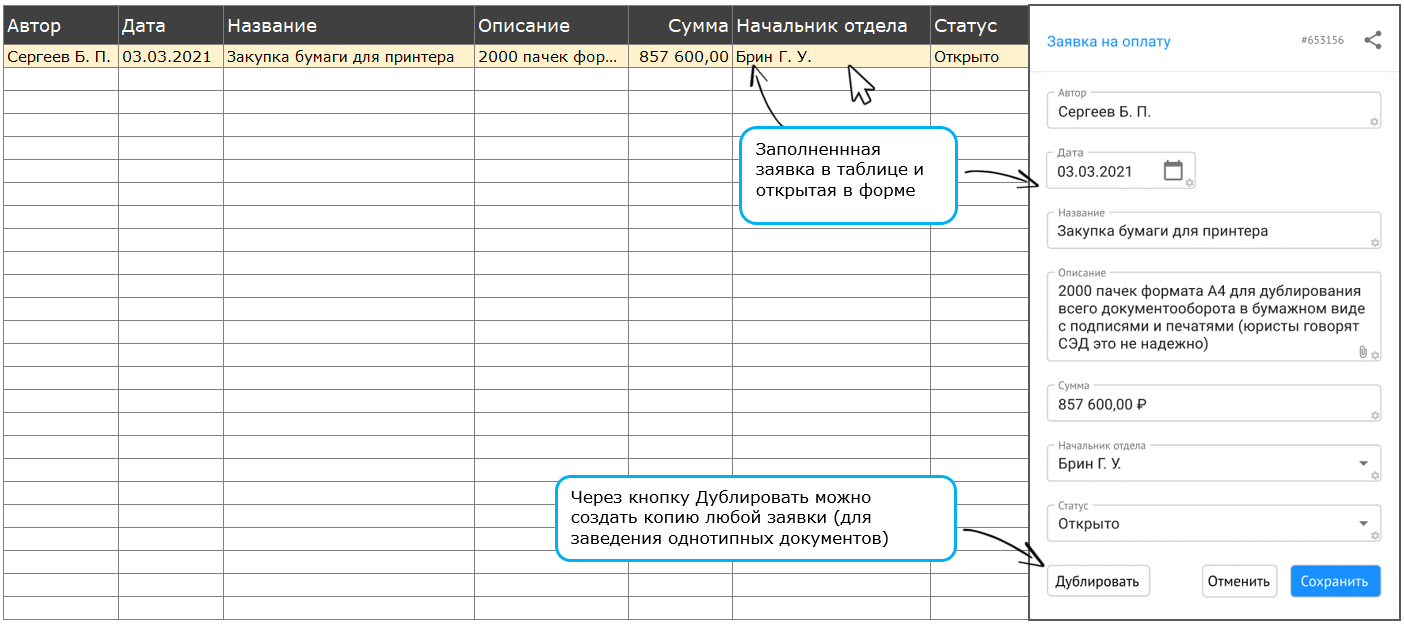 Автор Дата Название Описание Сумма Начальник отдела Статус
Сергеев Б. П. 03.03.2021 Закупка бумаги для принтера 2000 пачек фор... 857 600,00 Брин Г. У. Открыто
Заполненнная
заявка в таблице и
открытая в форме
Через кнопку Дублировать можно
создать копию любой заявки (для
заведения однотипных документов)
Заявка на оплату #653156
Автор
Сергеев Б. П.
Дата
03.03.2021
Название
Закупка бумаги для принтера
Описание
2000 пачек формата А4 для дублирования
всего документооборота в бумажном виде
с подписями и печатями (юристы говорят
СЭД это не надежно)
Сумма
857 600,00 ₽
Начальник отдела
Брин Г. У.
Статус
Открыто
Дублировать Отменить Сохранить